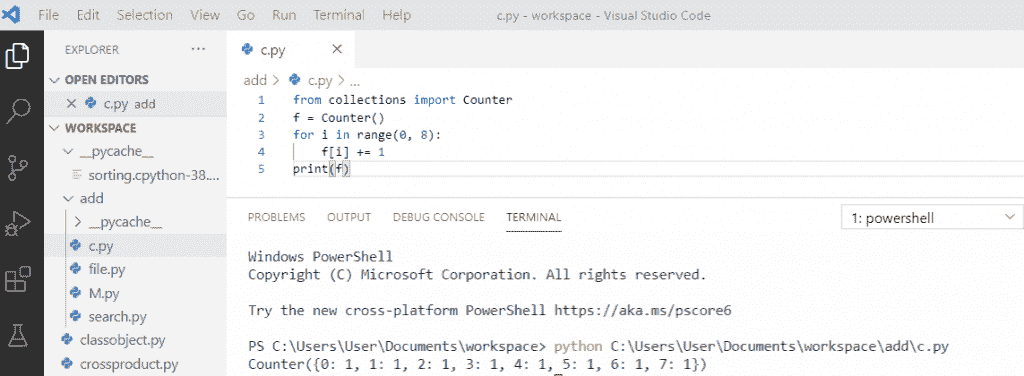 File Edit Selection View Go Run Terminal Help c.py - workspace - Visual Studio Code
EXPLORER ...
OPEN EDITORS
c.py add
WORKSPACE
__pycache__
sorting.cpython-38....
add
__pycache__
c.py
file.py
M.py
search.py
classobject.py
crossproduct.py
c.py
add > c.py > ...
1 from collections import Counter
2 f = Counter()
3 for i in range(0, 8):
4 f[i] += 1
5 print(f)
PROBLEMS OUTPUT DEBUG CONSOLE TERMINAL 1: powershell
Windows PowerShell
Copyright (C) Microsoft Corporation. All rights reserved.
Try the new cross-platform PowerShell https://aka.ms/pscore6
PS C:\Users\User\Documents\workspace> python C:\Users\User\Documents\workspace\add\c.py
Counter({0: 1, 1: 1, 2: 1, 3: 1, 4: 1, 5: 1, 6: 1, 7: 1})